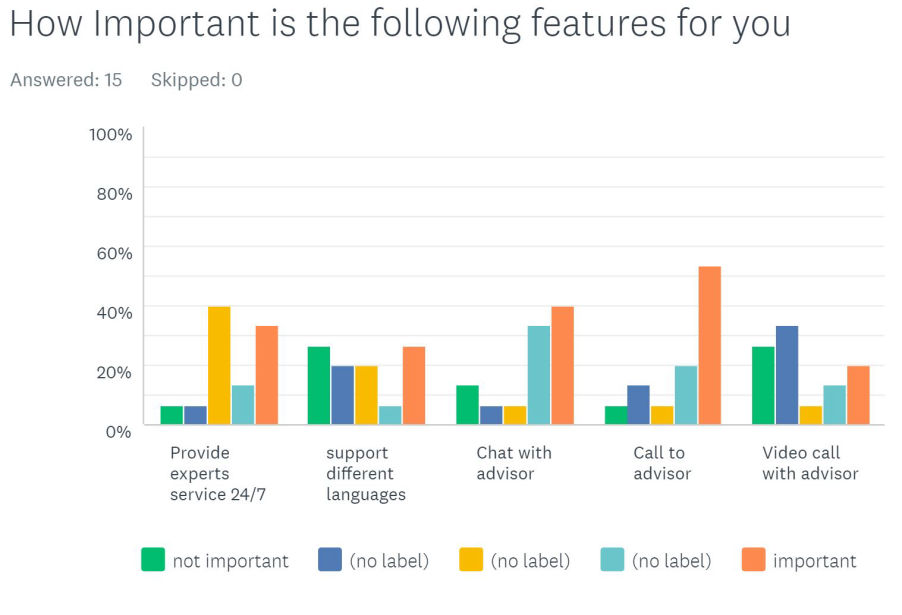 How Important is the following features for you
Answered: 15 Skipped: 0
100%
80%
60%
40%
20%
0%
Provide
experts
service 24/7
support
different
languages
Chat with
advisor
Call to
advisor
Video call
with advisor
not important (no label) (no label) (no label) important